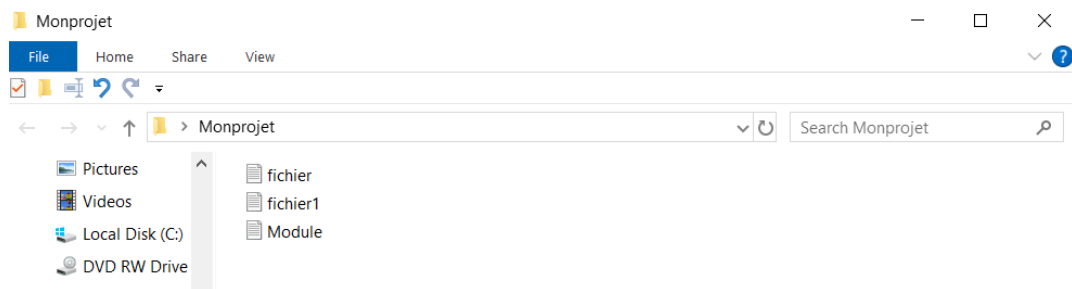 Monprojet
File Home Share View ?
> Monprojet Search Monprojet
Pictures
Videos
Local Disk (C:)
DVD RW Drive
fichier
fichier1
Module